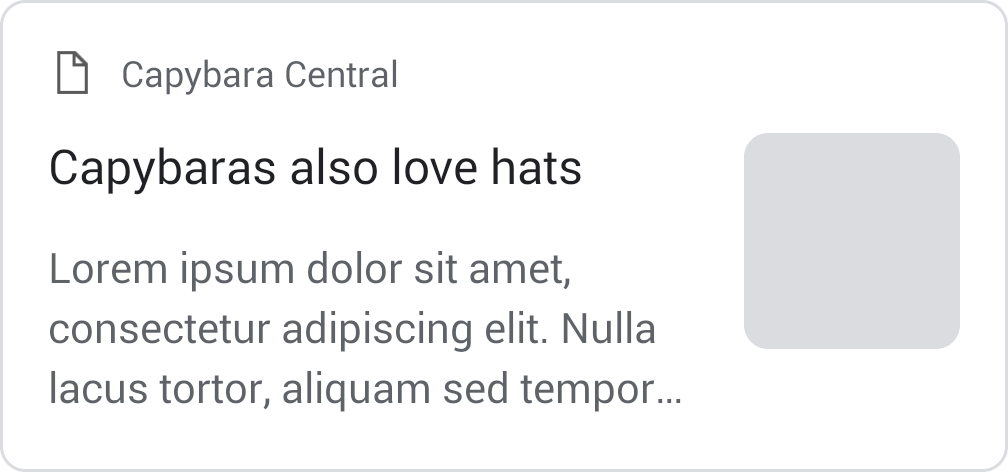 Capybara Central
Capybaras also love hats
Lorem ipsum dolor sit amet,
consectetur adipiscing elit. Nulla
lacus tortor, aliquam sed tempor…